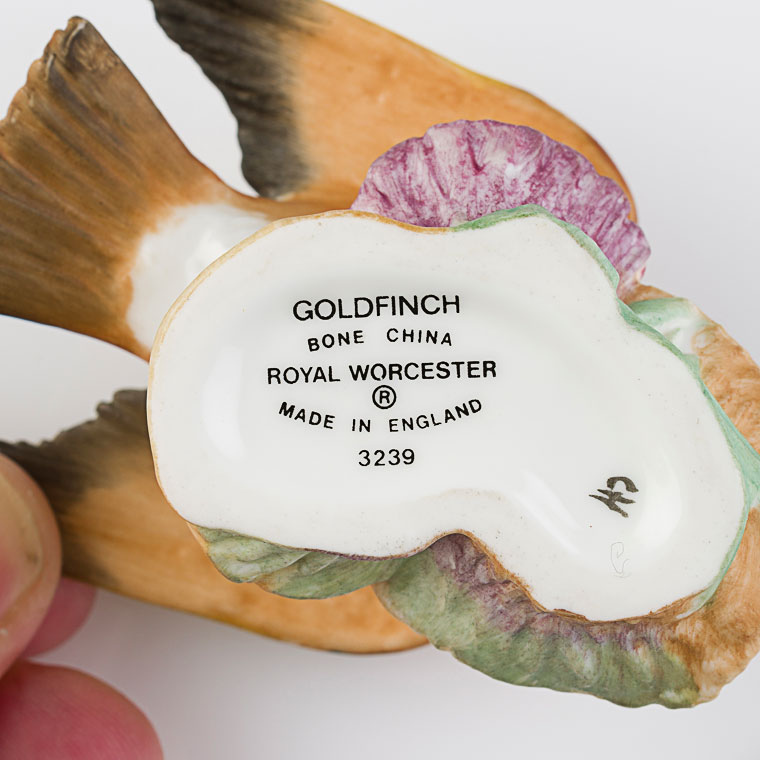 GOLDFINCH
BONE CHINA
ROYAL WORCESTER
®
MADE IN ENGLAND
3239